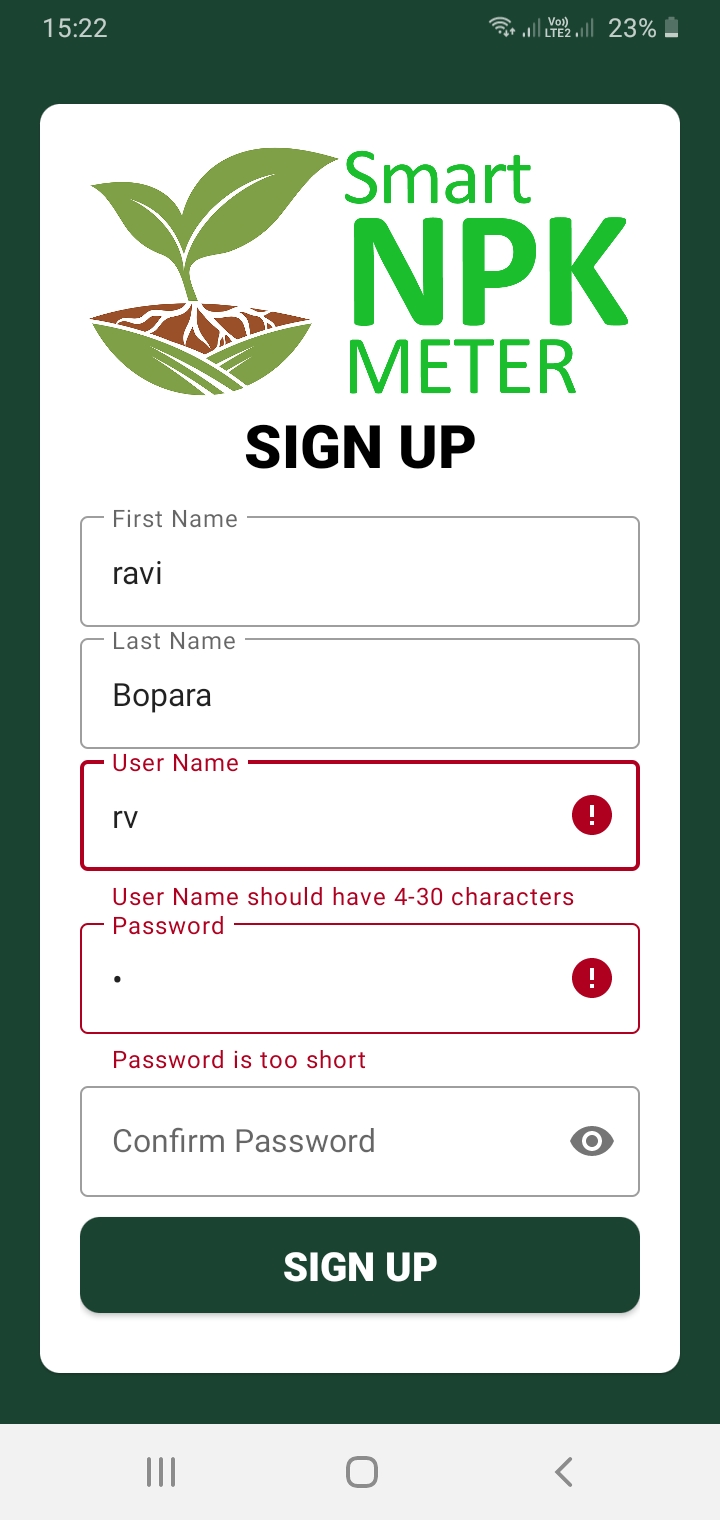 15:22
Vo)) LTE2 23%
Smart
NPK
METER
SIGN UP
First Name
ravi
Last Name
Bopara
User Name
rv
User Name should have 4-30 characters
Password
•
Password is too short
Confirm Password
SIGN UP